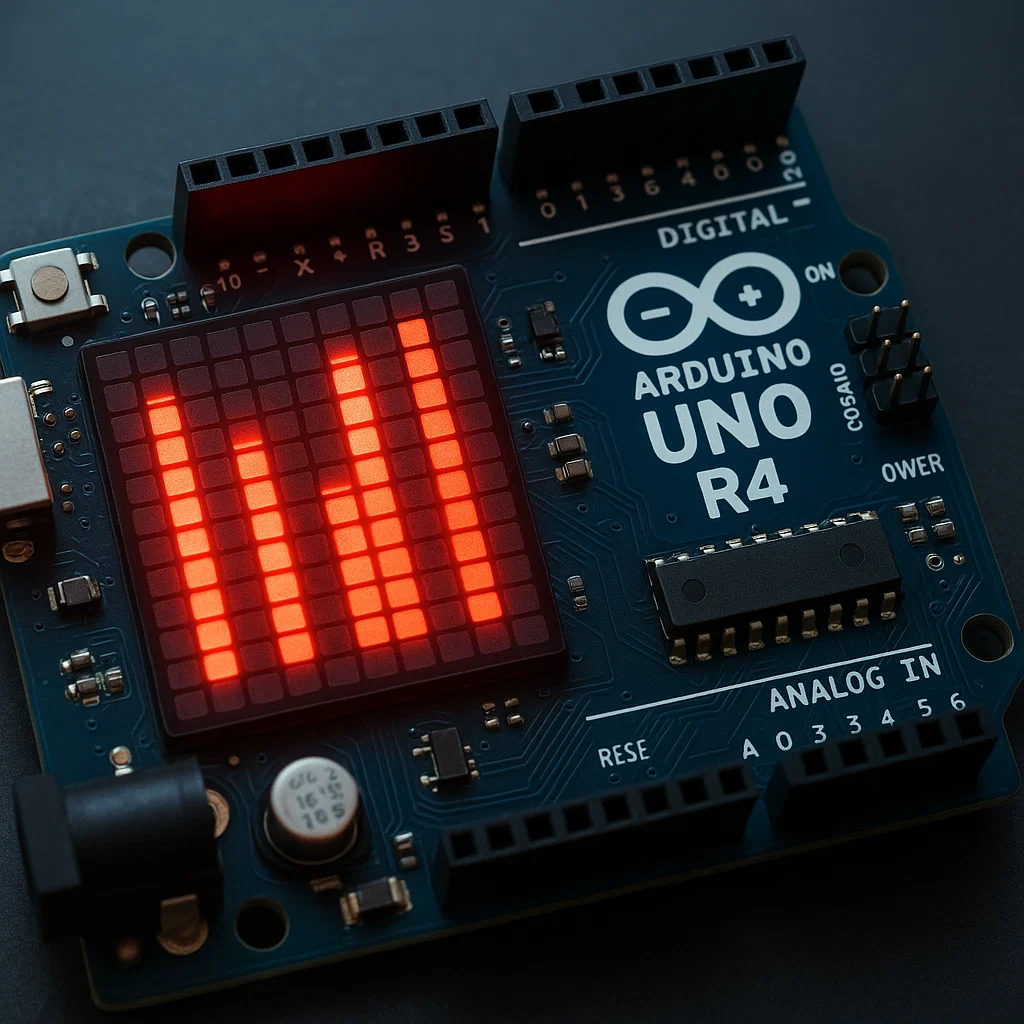 10 - X 4 R 3 S 1
0 1 3 6 4 0 0 20
DIGITAL
ON
ARDUINO
UNO
R4
COSAIO
OWER
ANALOG IN
RESE
A 0 3 3 4 5 6